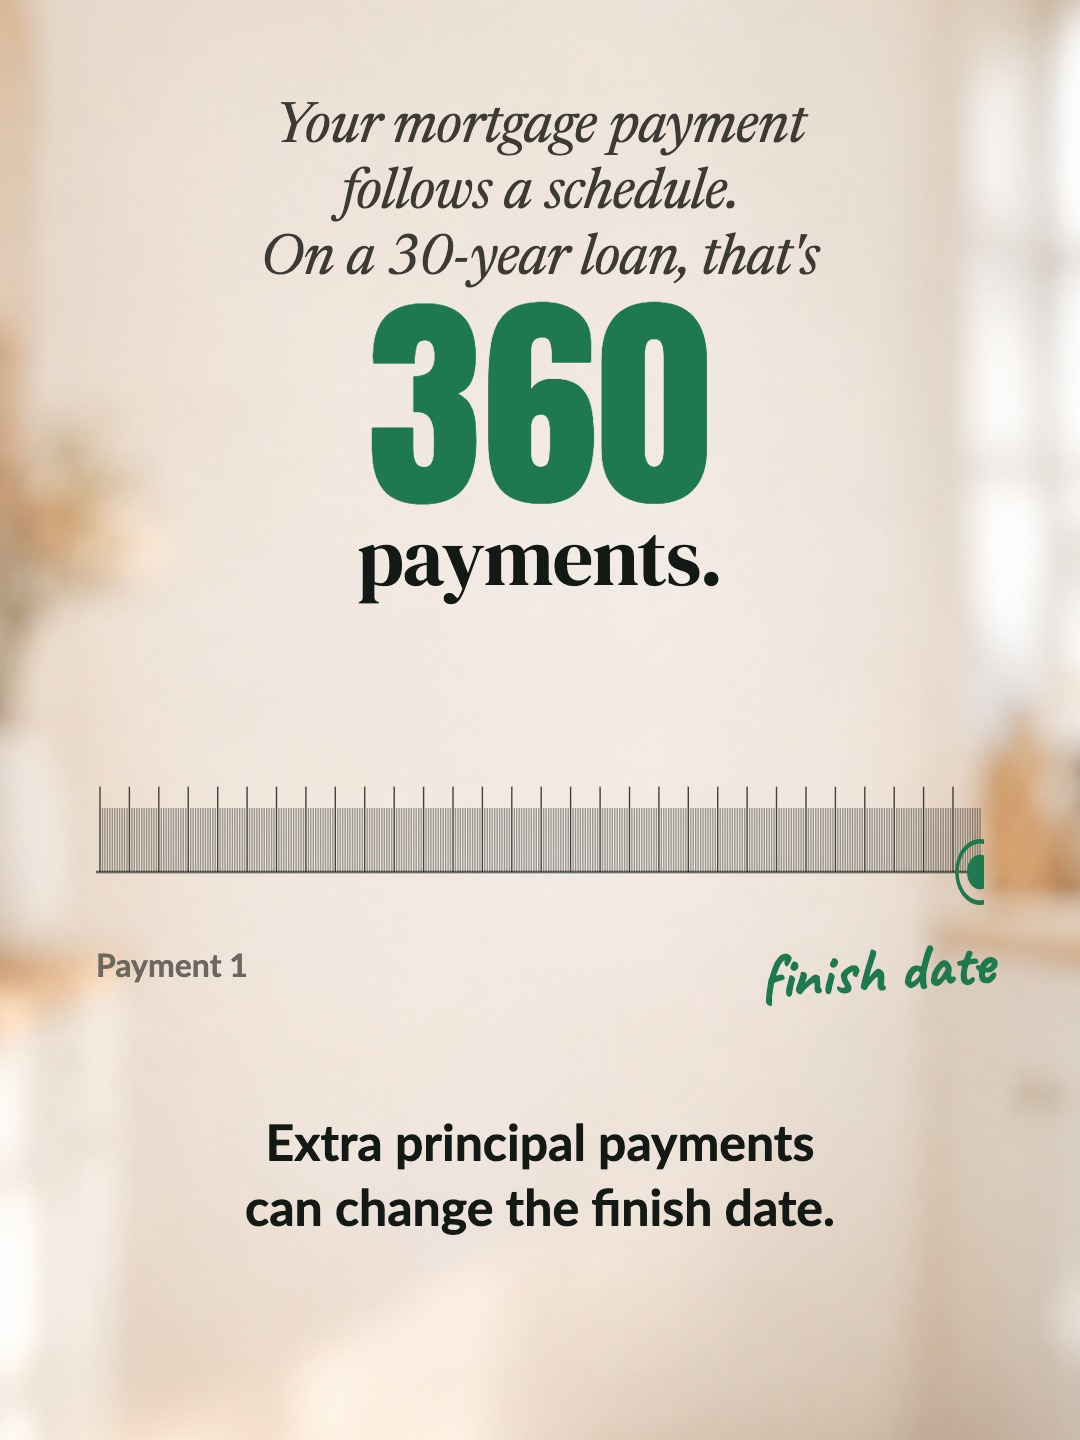 Your mortgage payment
follows a schedule.
On a 30-year loan, that's
360
payments.
Payment 1
finish date
Extra principal payments
can change the finish date.